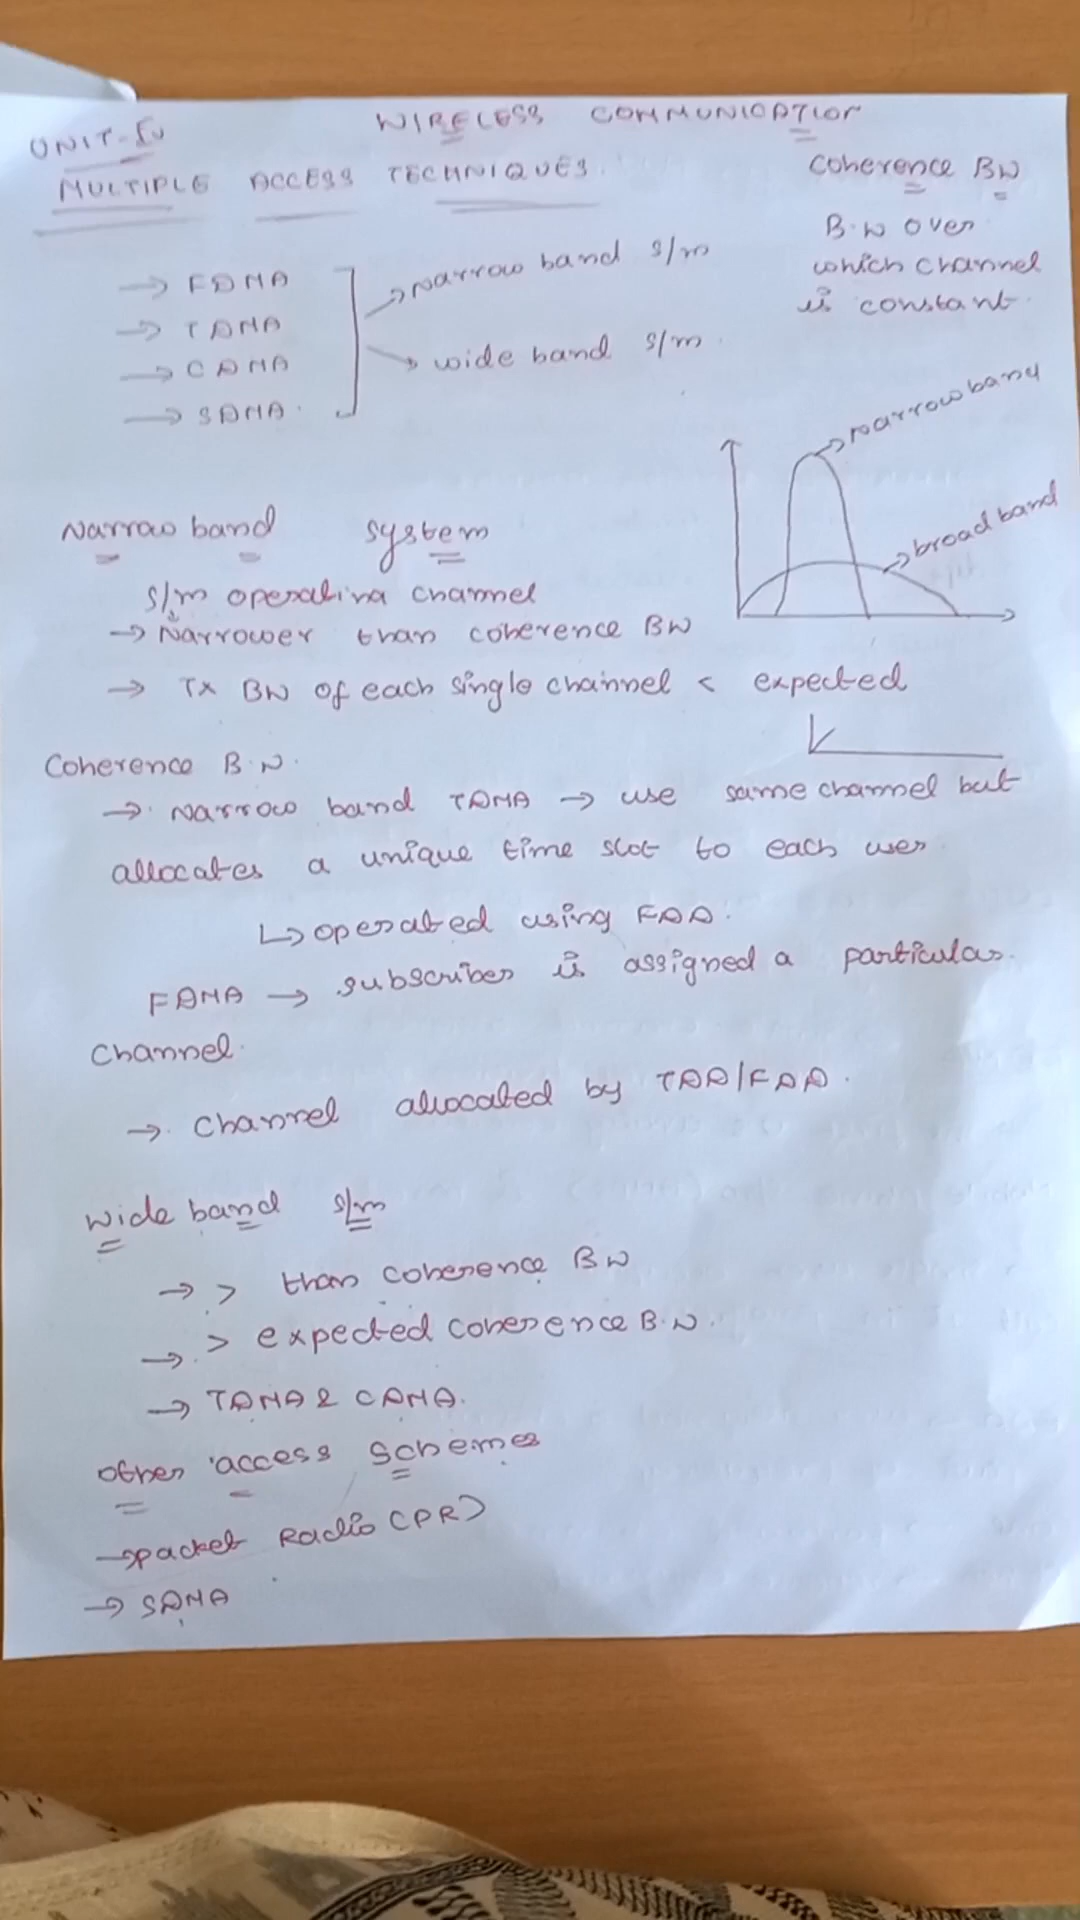 UNIT-IV
WIRELESS COMMUNICATION
MULTIPLE ACCESS TECHNIQUES.
Coherence BW
B.W over
which channel
is constant.
→ FDMA
→ TDMA
→ CDMA
→ SDMA.
→ Narrow band s/m
→ wide band s/m.
→ Narrow band
→ broad band
Narrow band system
s/m operating channel
→ Narrower than coherence BW
→ Tx BW of each single channel < expected
Coherence B.W.
→ Narrow band TDMA → use same channel but
allocates a unique time slot to each user
↳ operated using FDD.
FDMA → subscriber is assigned a particular
channel.
→ channel allocated by TDD/FDD.
Wide band s/m
→ > than coherence BW
→ > expected coherence B.W.
→ TDMA & CDMA.
other access schemes
→ packet Radio (PR)
→ SDMA